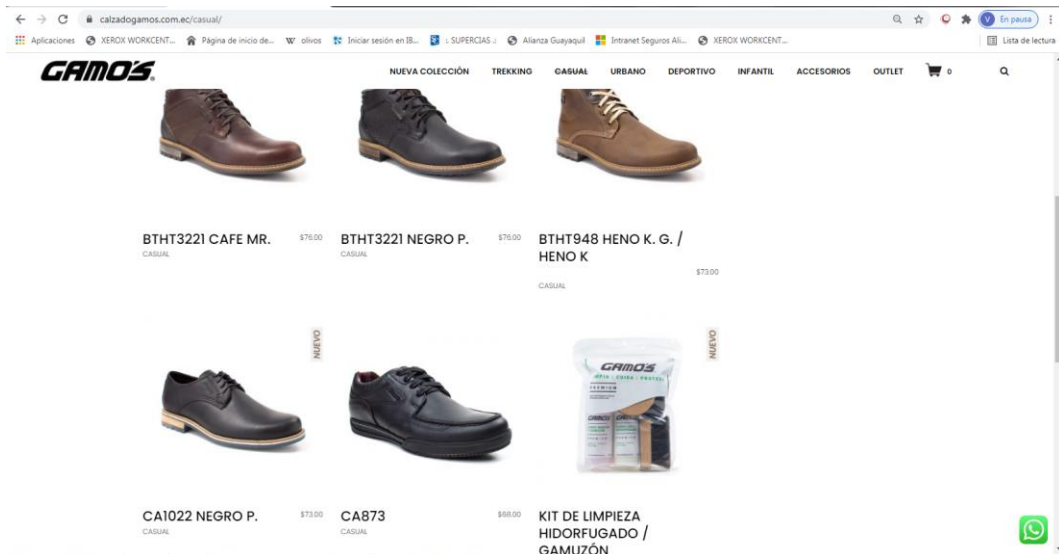 calzadogamos.com.ec/casual/
En pausa
Aplicaciones XEROX WORKCENT... Página de inicio de... olivos Iniciar sesión en IB... :. SUPERCIAS .: Alianza Guayaquil Intranet Seguros Ali... XEROX WORKCENT... Lista de lectura
GAMO'S. NUEVA COLECCIÓN TREKKING CASUAL URBANO DEPORTIVO INFANTIL ACCESORIOS OUTLET 0
BTHT3221 CAFE MR. $76.00 BTHT3221 NEGRO P. $76.00 BTHT948 HENO K. G. /
CASUAL CASUAL HENO K
$73.00
CASUAL
NUEVO NUEVO
GAMO'S
PREMIUM
CA1022 NEGRO P. $73.00 CA873 $68.00 KIT DE LIMPIEZA
CASUAL CASUAL HIDORFUGADO /
GAMUZÓN